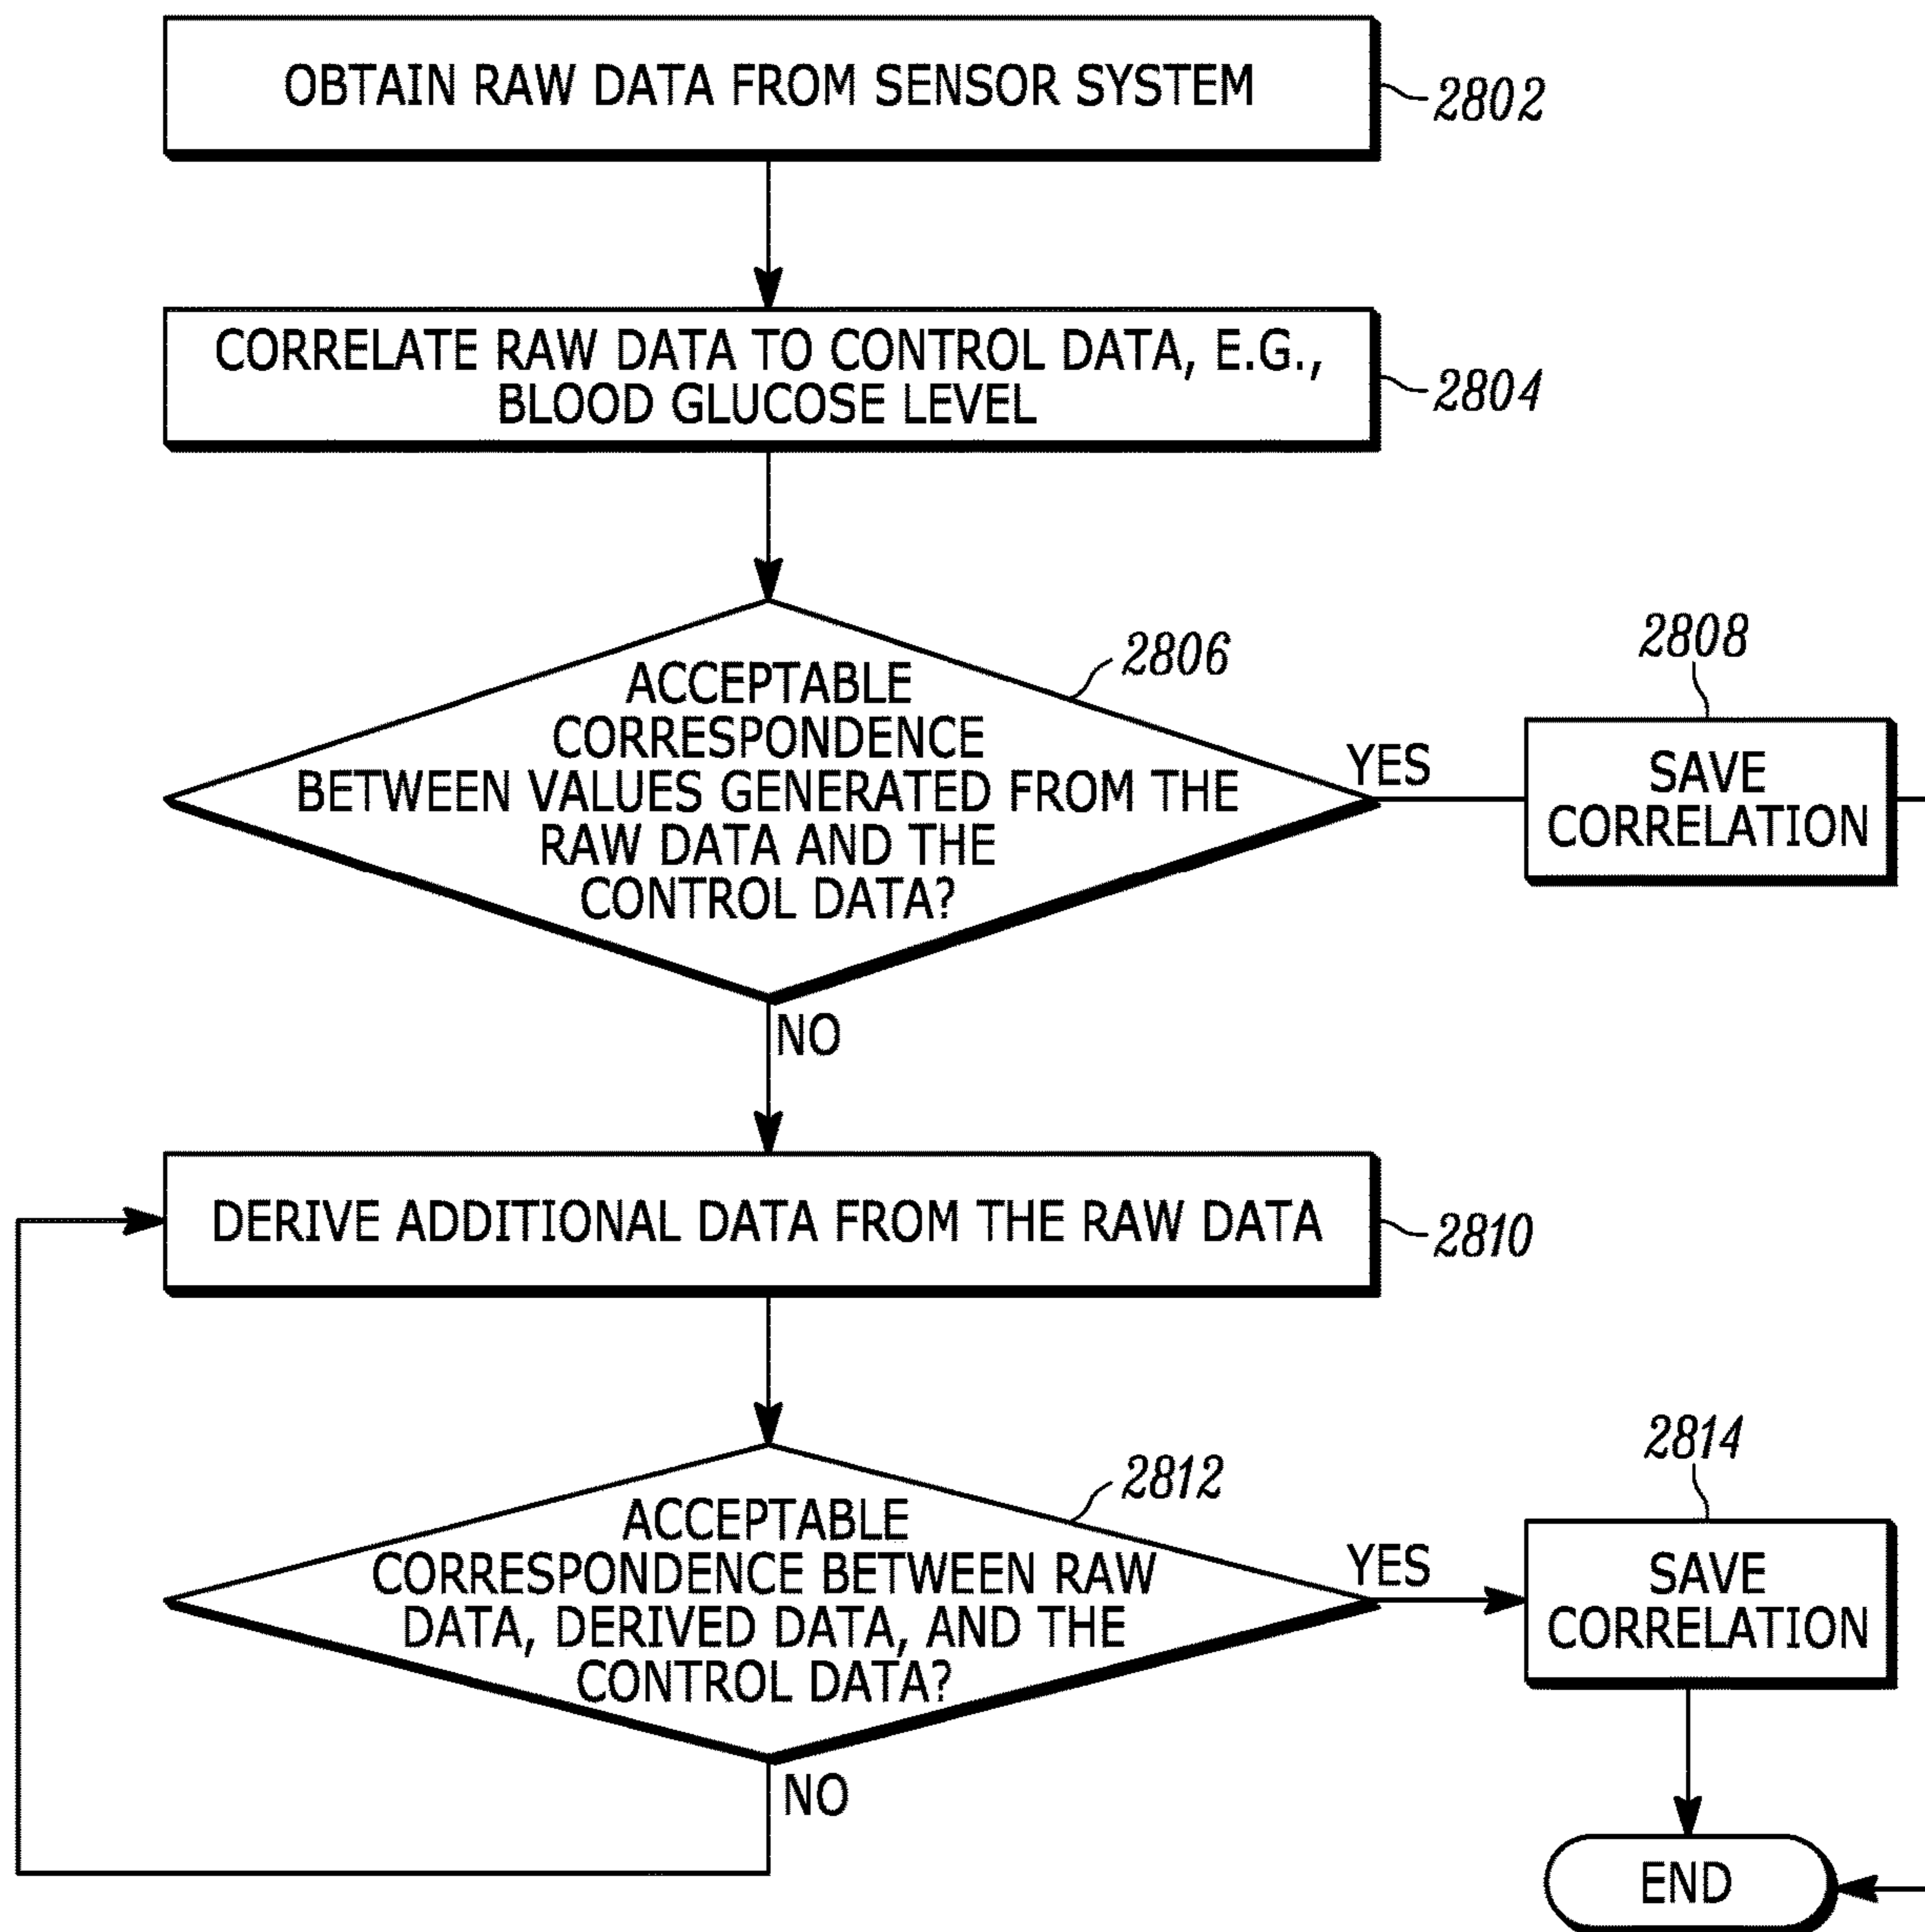 OBTAIN RAW DATA FROM SENSOR SYSTEM
2802
CORRELATE RAW DATA TO CONTROL DATA, E.G.,
BLOOD GLUCOSE LEVEL
2804
ACCEPTABLE
CORRESPONDENCE
BETWEEN VALUES GENERATED FROM THE
RAW DATA AND THE
CONTROL DATA?
2806
YES
2808
SAVE
CORRELATION
NO
DERIVE ADDITIONAL DATA FROM THE RAW DATA
2810
ACCEPTABLE
CORRESPONDENCE BETWEEN RAW
DATA, DERIVED DATA, AND THE
CONTROL DATA?
2812
YES
2814
SAVE
CORRELATION
NO
END